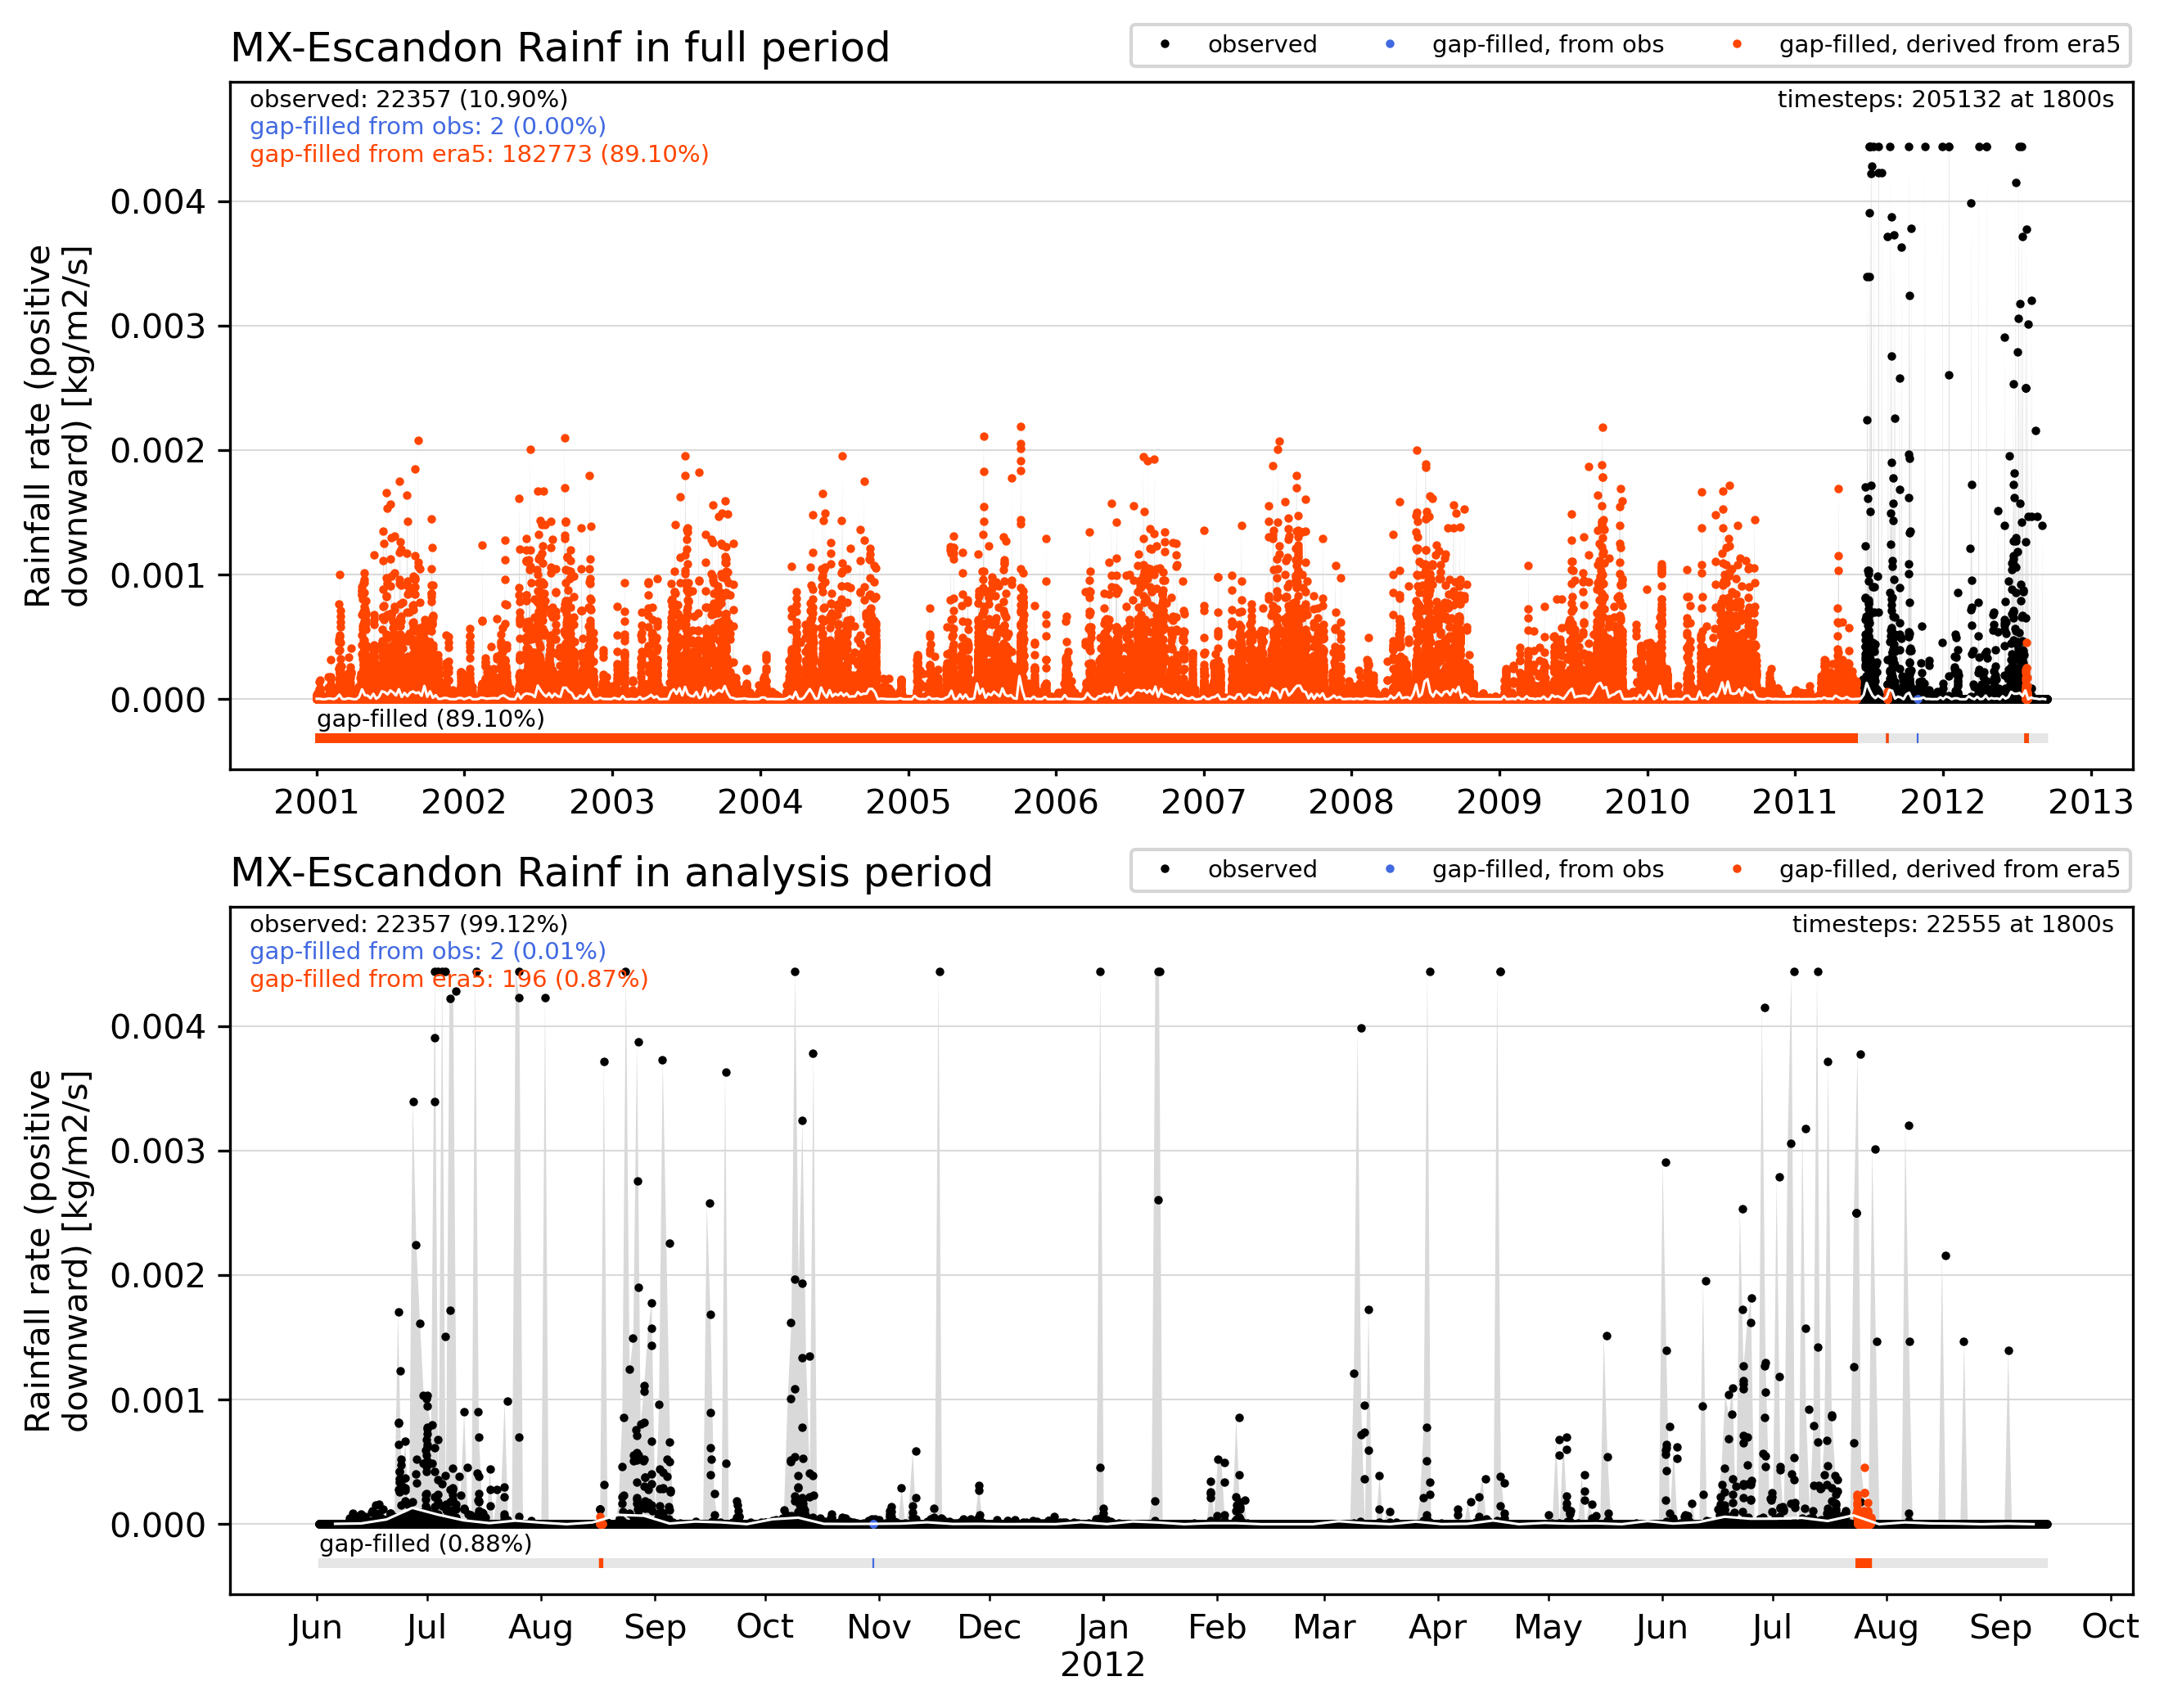 MX-Escandon Rainf in full period
observed
gap-filled, from obs
gap-filled, derived from era5
observed: 22357 (10.90%)
gap-filled from obs: 2 (0.00%)
gap-filled from era5: 182773 (89.10%)
timesteps: 205132 at 1800s
Rainfall rate (positive
downward) [kg/m2/s]
0.004
0.003
0.002
0.001
0.000
gap-filled (89.10%)
2001 2002 2003 2004 2005 2006 2007 2008 2009 2010 2011 2012 2013
MX-Escandon Rainf in analysis period
observed
gap-filled, from obs
gap-filled, derived from era5
observed: 22357 (99.12%)
gap-filled from obs: 2 (0.01%)
gap-filled from era5: 196 (0.87%)
timesteps: 22555 at 1800s
Rainfall rate (positive
downward) [kg/m2/s]
0.004
0.003
0.002
0.001
0.000
gap-filled (0.88%)
Jun Jul Aug Sep Oct Nov Dec Jan Feb Mar Apr May Jun Jul Aug Sep Oct
2012